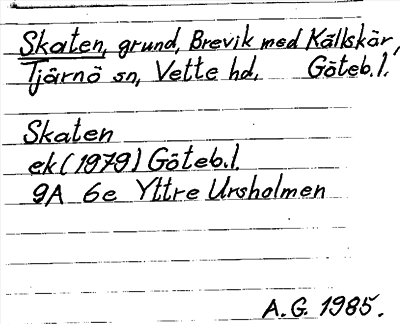 Skaten, grund, Brevik med Källskär,
Tjärnö sn, Vette hd, Göteb.l.
Skaten
ek (1979) Göteb.l.
9A 6e Yttre Ursholmen
A.G. 1985.